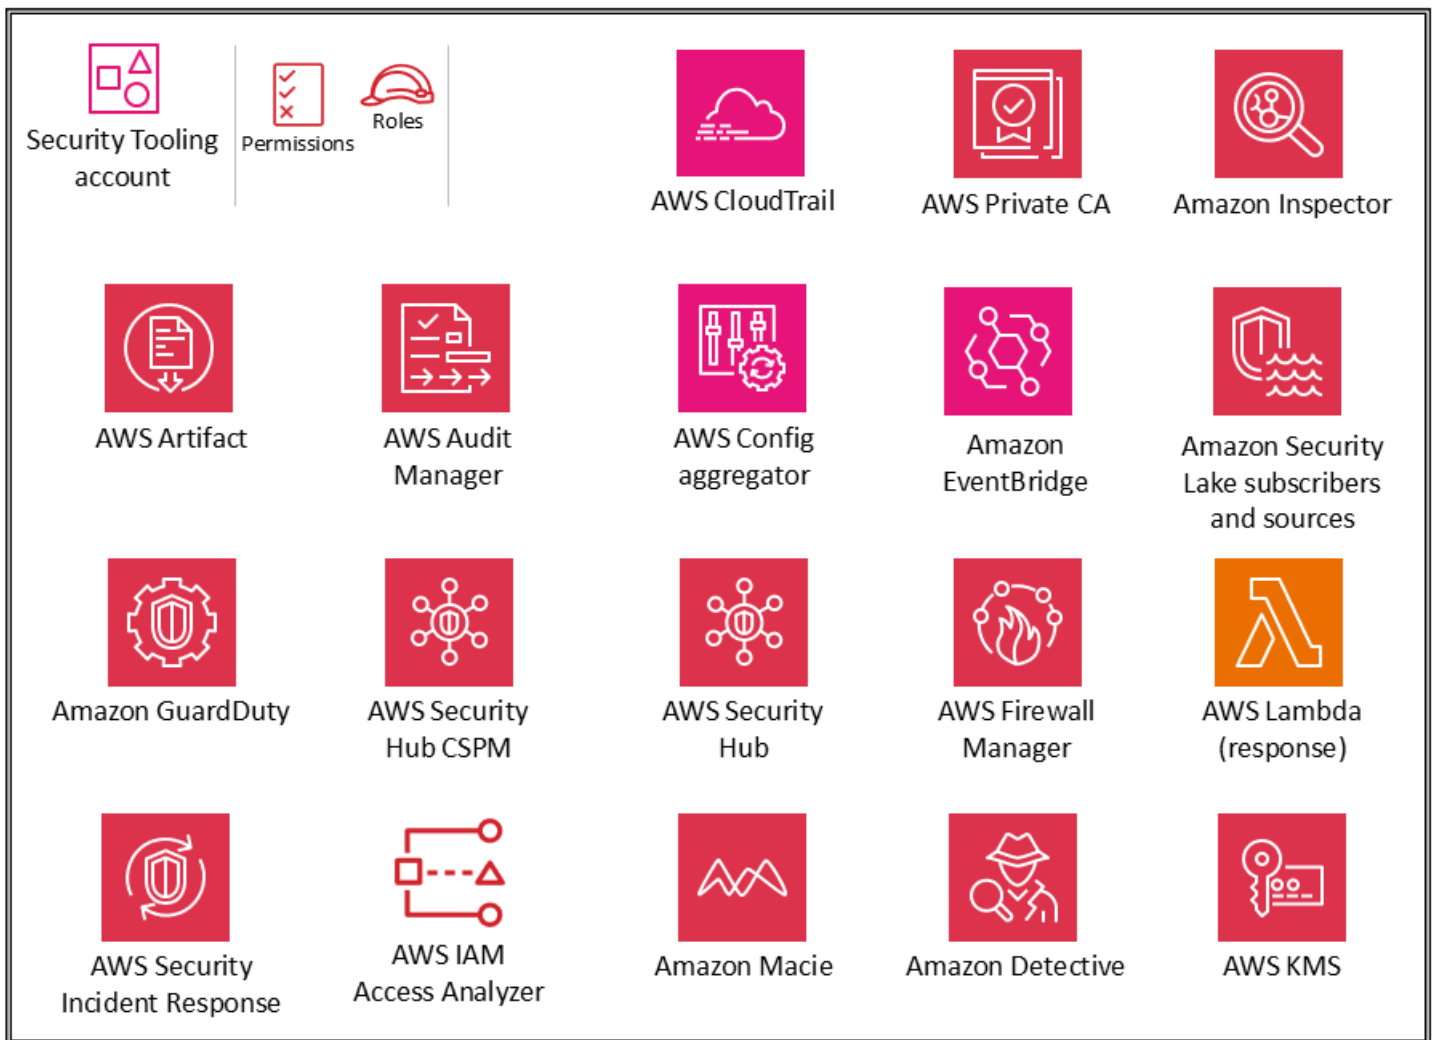 Security Tooling
account
Permissions
Roles
AWS CloudTrail
AWS Private CA
Amazon Inspector
AWS Artifact
AWS Audit
Manager
AWS Config
aggregator
Amazon
EventBridge
Amazon Security
Lake subscribers
and sources
Amazon GuardDuty
AWS Security
Hub CSPM
AWS Security
Hub
AWS Firewall
Manager
AWS Lambda
(response)
AWS Security
Incident Response
AWS IAM
Access Analyzer
Amazon Macie
Amazon Detective
AWS KMS